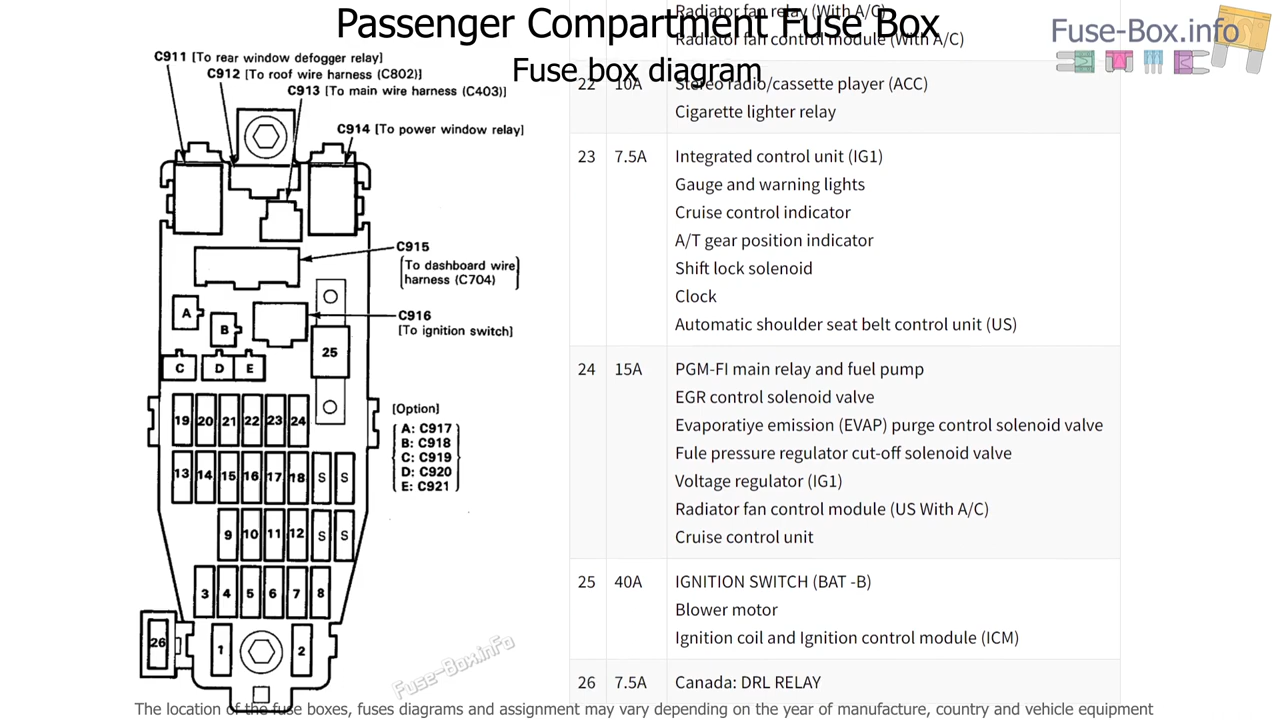 Passenger Compartment Fuse Box
Fuse box diagram
Fuse-Box.info
C911 [To rear window defogger relay]
C912 [To roof wire harness (C802)]
C913 [To main wire harness (C403)]
C914 [To power window relay]
C915
[To dashboard wire
harness (C704)]
C916
[To ignition switch]
A
B
C D E
25
19 20 21 22 23 24
13 14 15 16 17 18 S S
9 10 11 12 S S
3 4 5 6 7 8
26 1 2
[Option]
A: C917
B: C918
C: C919
D: C920
E: C921
Fuse-Box.info
Radiator fan relay (With A/C)
Radiator fan control module (With A/C)
22 10A Stereo radio/cassette player (ACC)
Cigarette lighter relay
23 7.5A Integrated control unit (IG1)
Gauge and warning lights
Cruise control indicator
A/T gear position indicator
Shift lock solenoid
Clock
Automatic shoulder seat belt control unit (US)
24 15A PGM-FI main relay and fuel pump
EGR control solenoid valve
Evaporatiye emission (EVAP) purge control solenoid valve
Fule pressure regulator cut-off solenoid valve
Voltage regulator (IG1)
Radiator fan control module (US With A/C)
Cruise control unit
25 40A IGNITION SWITCH (BAT -B)
Blower motor
Ignition coil and Ignition control module (ICM)
26 7.5A Canada: DRL RELAY
The location of the fuse boxes, fuses diagrams and assignment may vary depending on the year of manufacture, country and vehicle equipment